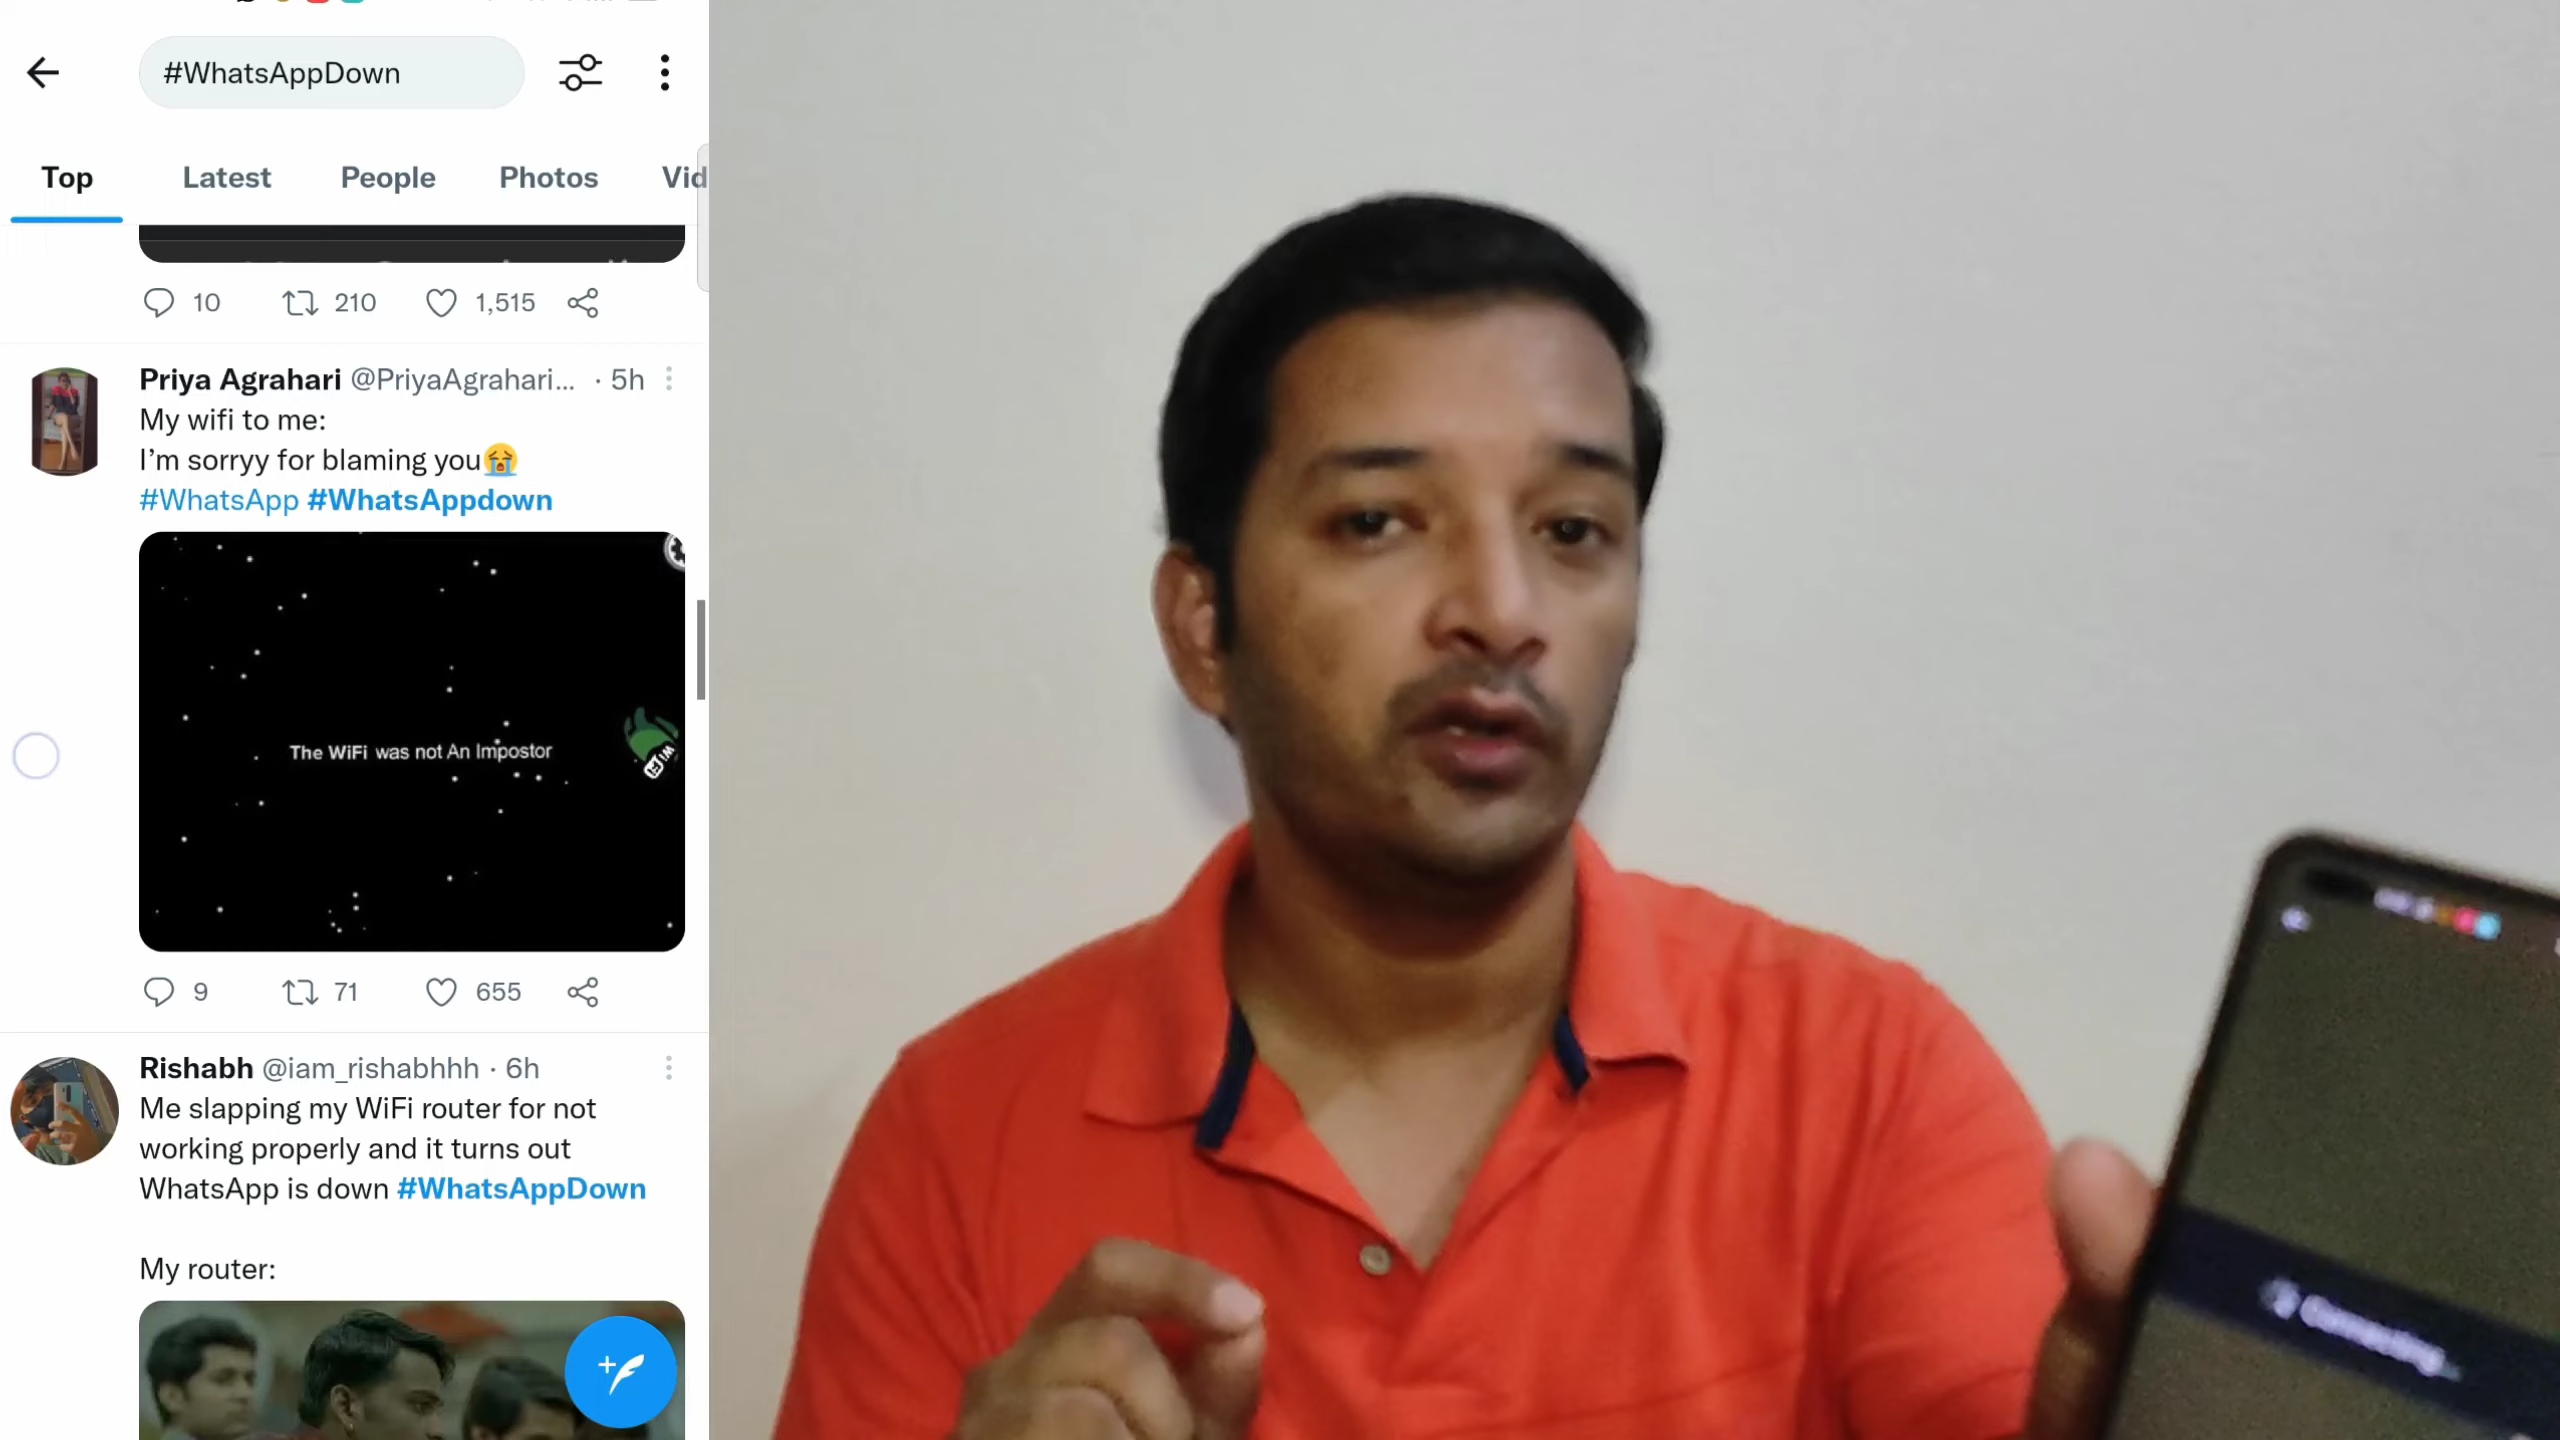 #WhatsAppDown
Top Latest People Photos Vid
10 210 1,515
Priya Agrahari @PriyaAgrahari... · 5h
My wifi to me:
I'm sorryy for blaming you😭
#WhatsApp #WhatsAppdown
The WiFi was not An Impostor
WiFi
9 71 655
Rishabh @iam_rishabhhh · 6h
Me slapping my WiFi router for not
working properly and it turns out
WhatsApp is down #WhatsAppDown
My router:
Connecting...